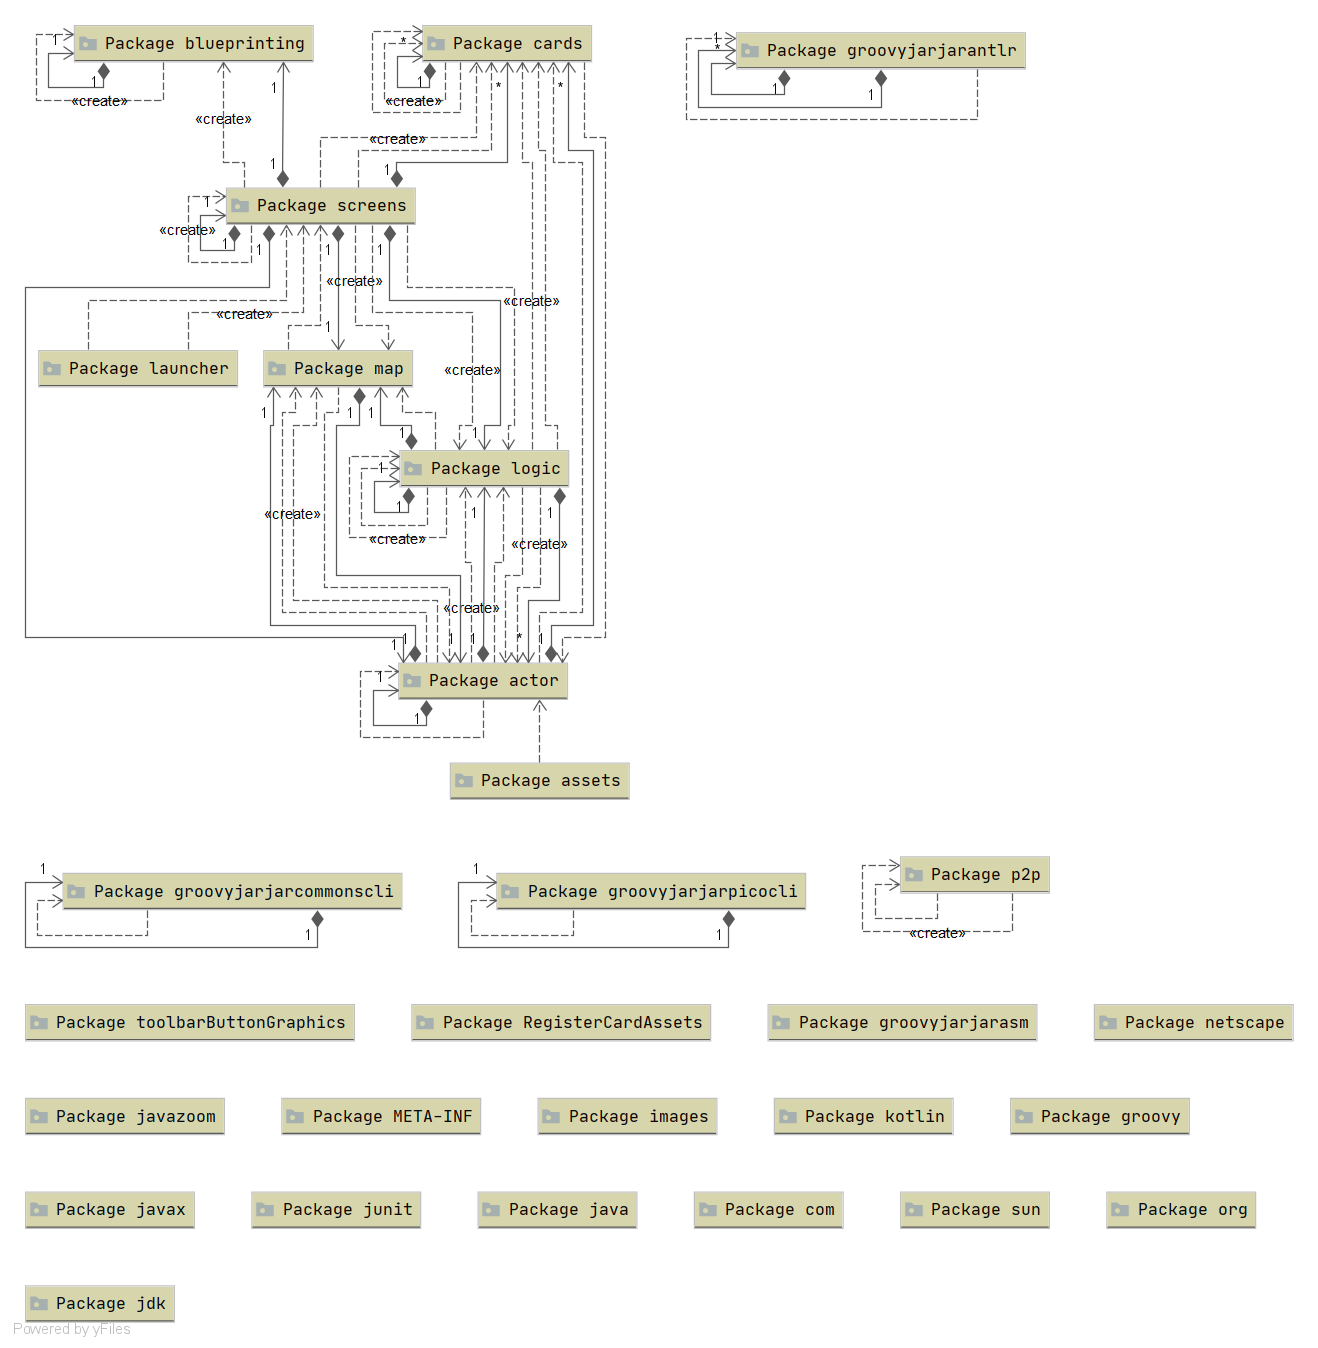 Package blueprinting
1
1
«create»
Package cards
*
1
«create»
Package groovyjarjarantlr
1
*
1
1
«create»
1
«create»
*
*
1
1
Package screens
1
1
«create»
1
1
1
«create»
«create»
«create»
1
Package launcher
Package map
«create»
1
1
1
1
1
Package logic
1
1
«create»
1
1
«create»
«create»
«create»
1
1
1
1
*
1
Package actor
1
1
Package assets
1
Package groovyjarjarcommonscli
1
1
Package groovyjarjarpicocli
1
Package p2p
«create»
Package toolbarButtonGraphics
Package RegisterCardAssets
Package groovyjarjarasm
Package netscape
Package javazoom
Package META-INF
Package images
Package kotlin
Package groovy
Package javax
Package junit
Package java
Package com
Package sun
Package org
Package jdk
Powered by yFiles